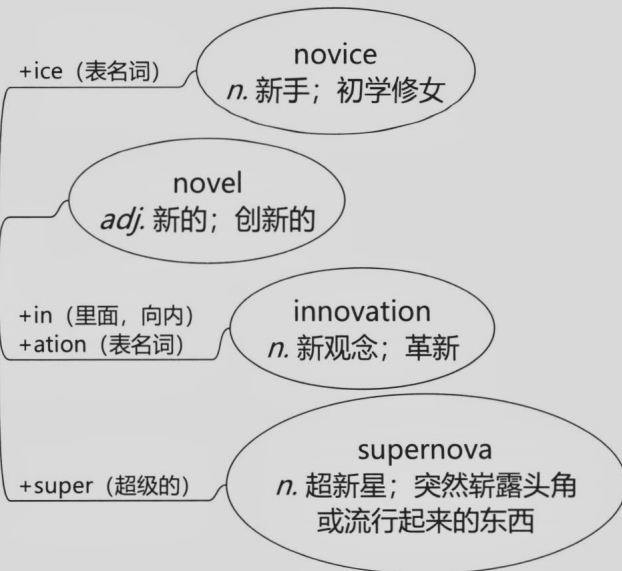 +ice（表名词）
novice
n. 新手；初学修女
novel
adj. 新的；创新的
+in（里面，向内）
+ation（表名词）
innovation
n. 新观念；革新
+super（超级的）
supernova
n. 超新星；突然崭露头角
或流行起来的东西